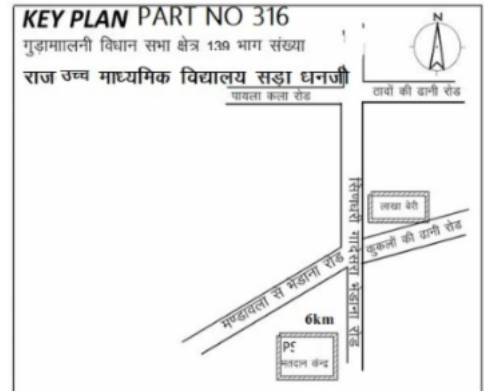 KEY PLAN PART NO 316
गुड़ामाालनी विधान सभा क्षेत्र 139 भाग संख्या
राज उच्च माध्यमिक विद्यालय सड़ा धनजी
N
पायला कला रोड
ठाकों की ढानी रोड
लाखा बेरी
सिणधरी गादेसरा भेडाना रोड
कुकलों की ढानी रोड
मण्डावला से भेडाना रोड
6km
PS
मतदान केन्द्र